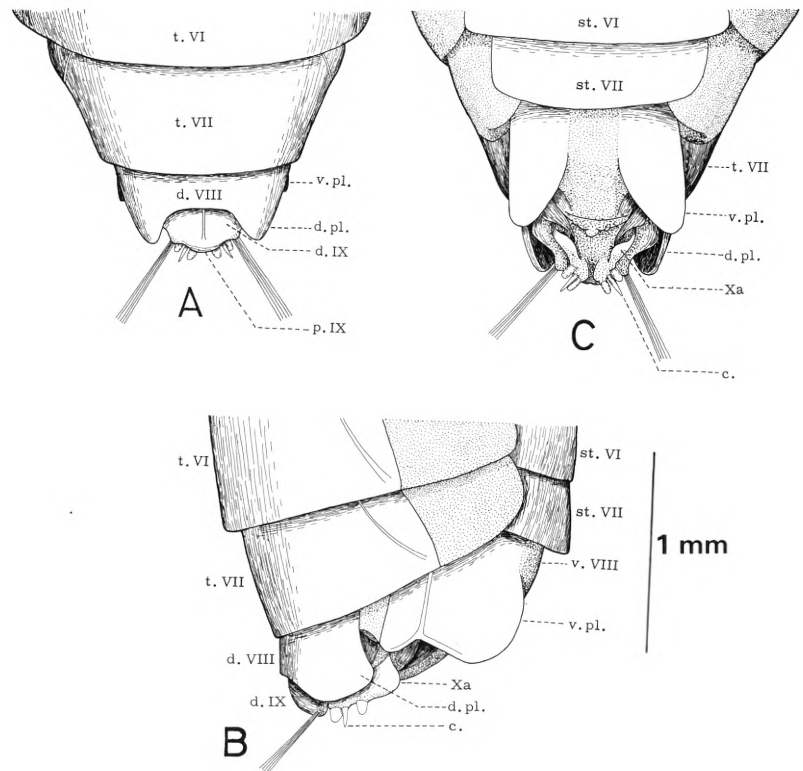 t. VI
t. VII
d. VIII
v. pl.
d. pl.
d. IX
p. IX
A
st. VI
st. VII
t. VII
v. pl.
d. pl.
Xa
c.
C
t. VI
st. VI
st. VII
t. VII
v. VIII
v. pl.
d. VIII
Xa
d. IX
d. pl.
c.
B
1 mm